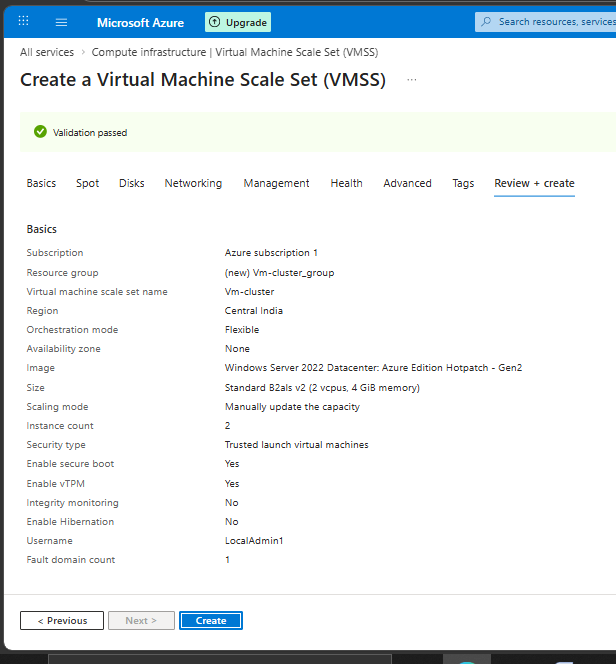 Microsoft Azure Upgrade Search resources, services
All services > Compute infrastructure | Virtual Machine Scale Set (VMSS)
Create a Virtual Machine Scale Set (VMSS) ...
Validation passed
Basics Spot Disks Networking Management Health Advanced Tags Review + create
Basics
Subscription Azure subscription 1
Resource group (new) Vm-cluster_group
Virtual machine scale set name Vm-cluster
Region Central India
Orchestration mode Flexible
Availability zone None
Image Windows Server 2022 Datacenter: Azure Edition Hotpatch - Gen2
Size Standard B2als v2 (2 vcpus, 4 GiB memory)
Scaling mode Manually update the capacity
Instance count 2
Security type Trusted launch virtual machines
Enable secure boot Yes
Enable vTPM Yes
Integrity monitoring No
Enable Hibernation No
Username LocalAdmin1
Fault domain count 1
< Previous Next > Create